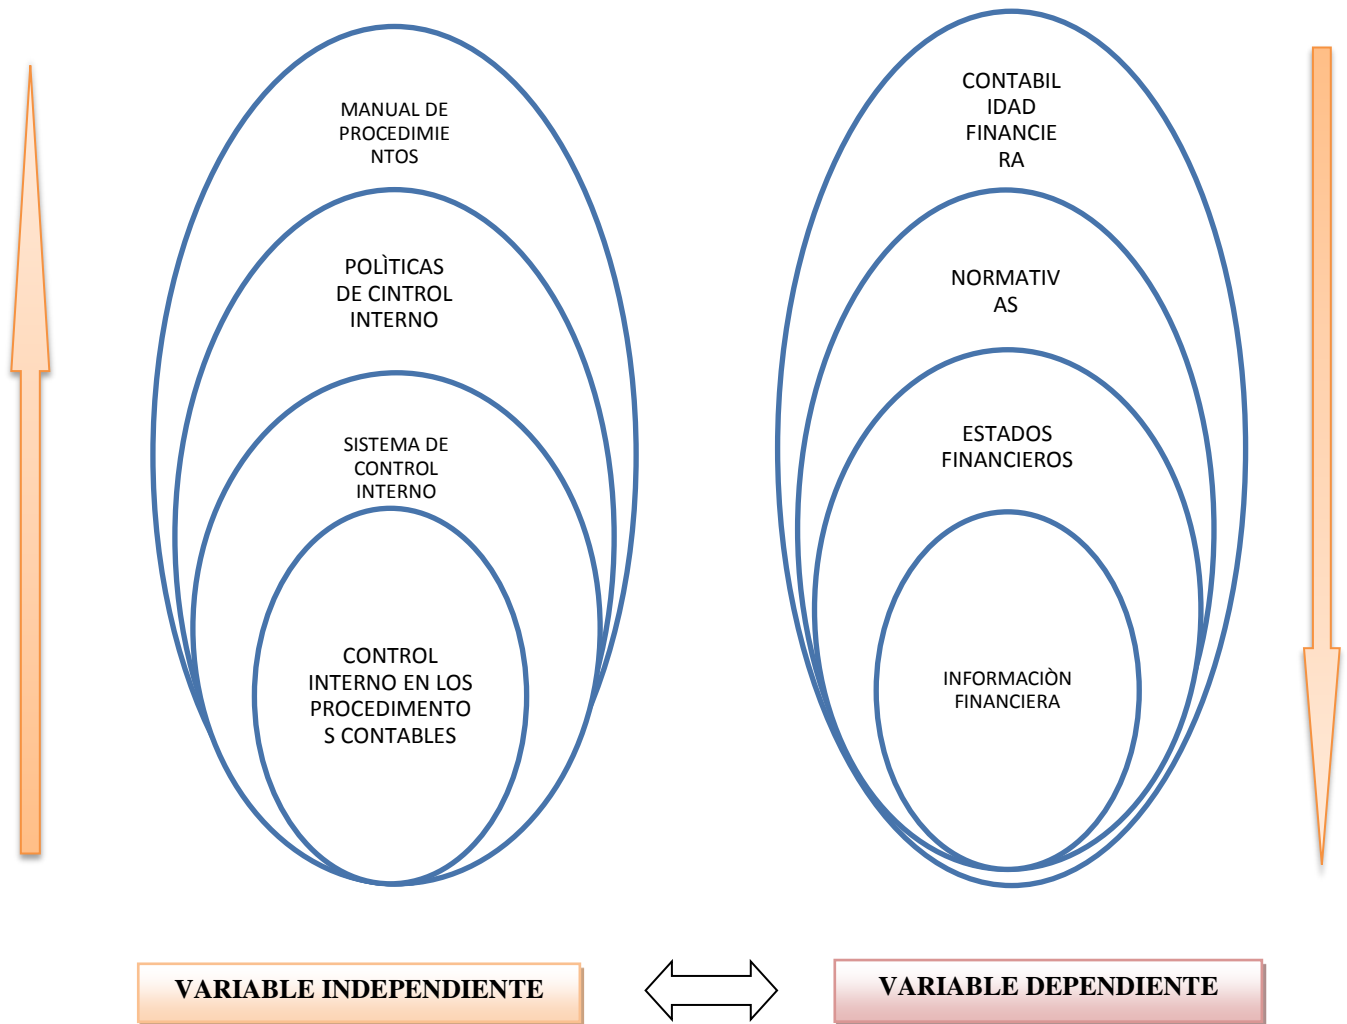 MANUAL DE
PROCEDIMIE
NTOS
POLÌTICAS
DE CINTROL
INTERNO
SISTEMA DE
CONTROL
INTERNO
CONTROL
INTERNO EN LOS
PROCEDIMENTO
S CONTABLES
CONTABIL
IDAD
FINANCIE
RA
NORMATIV
AS
ESTADOS
FINANCIEROS
INFORMACIÒN
FINANCIERA
VARIABLE INDEPENDIENTE
VARIABLE DEPENDIENTE